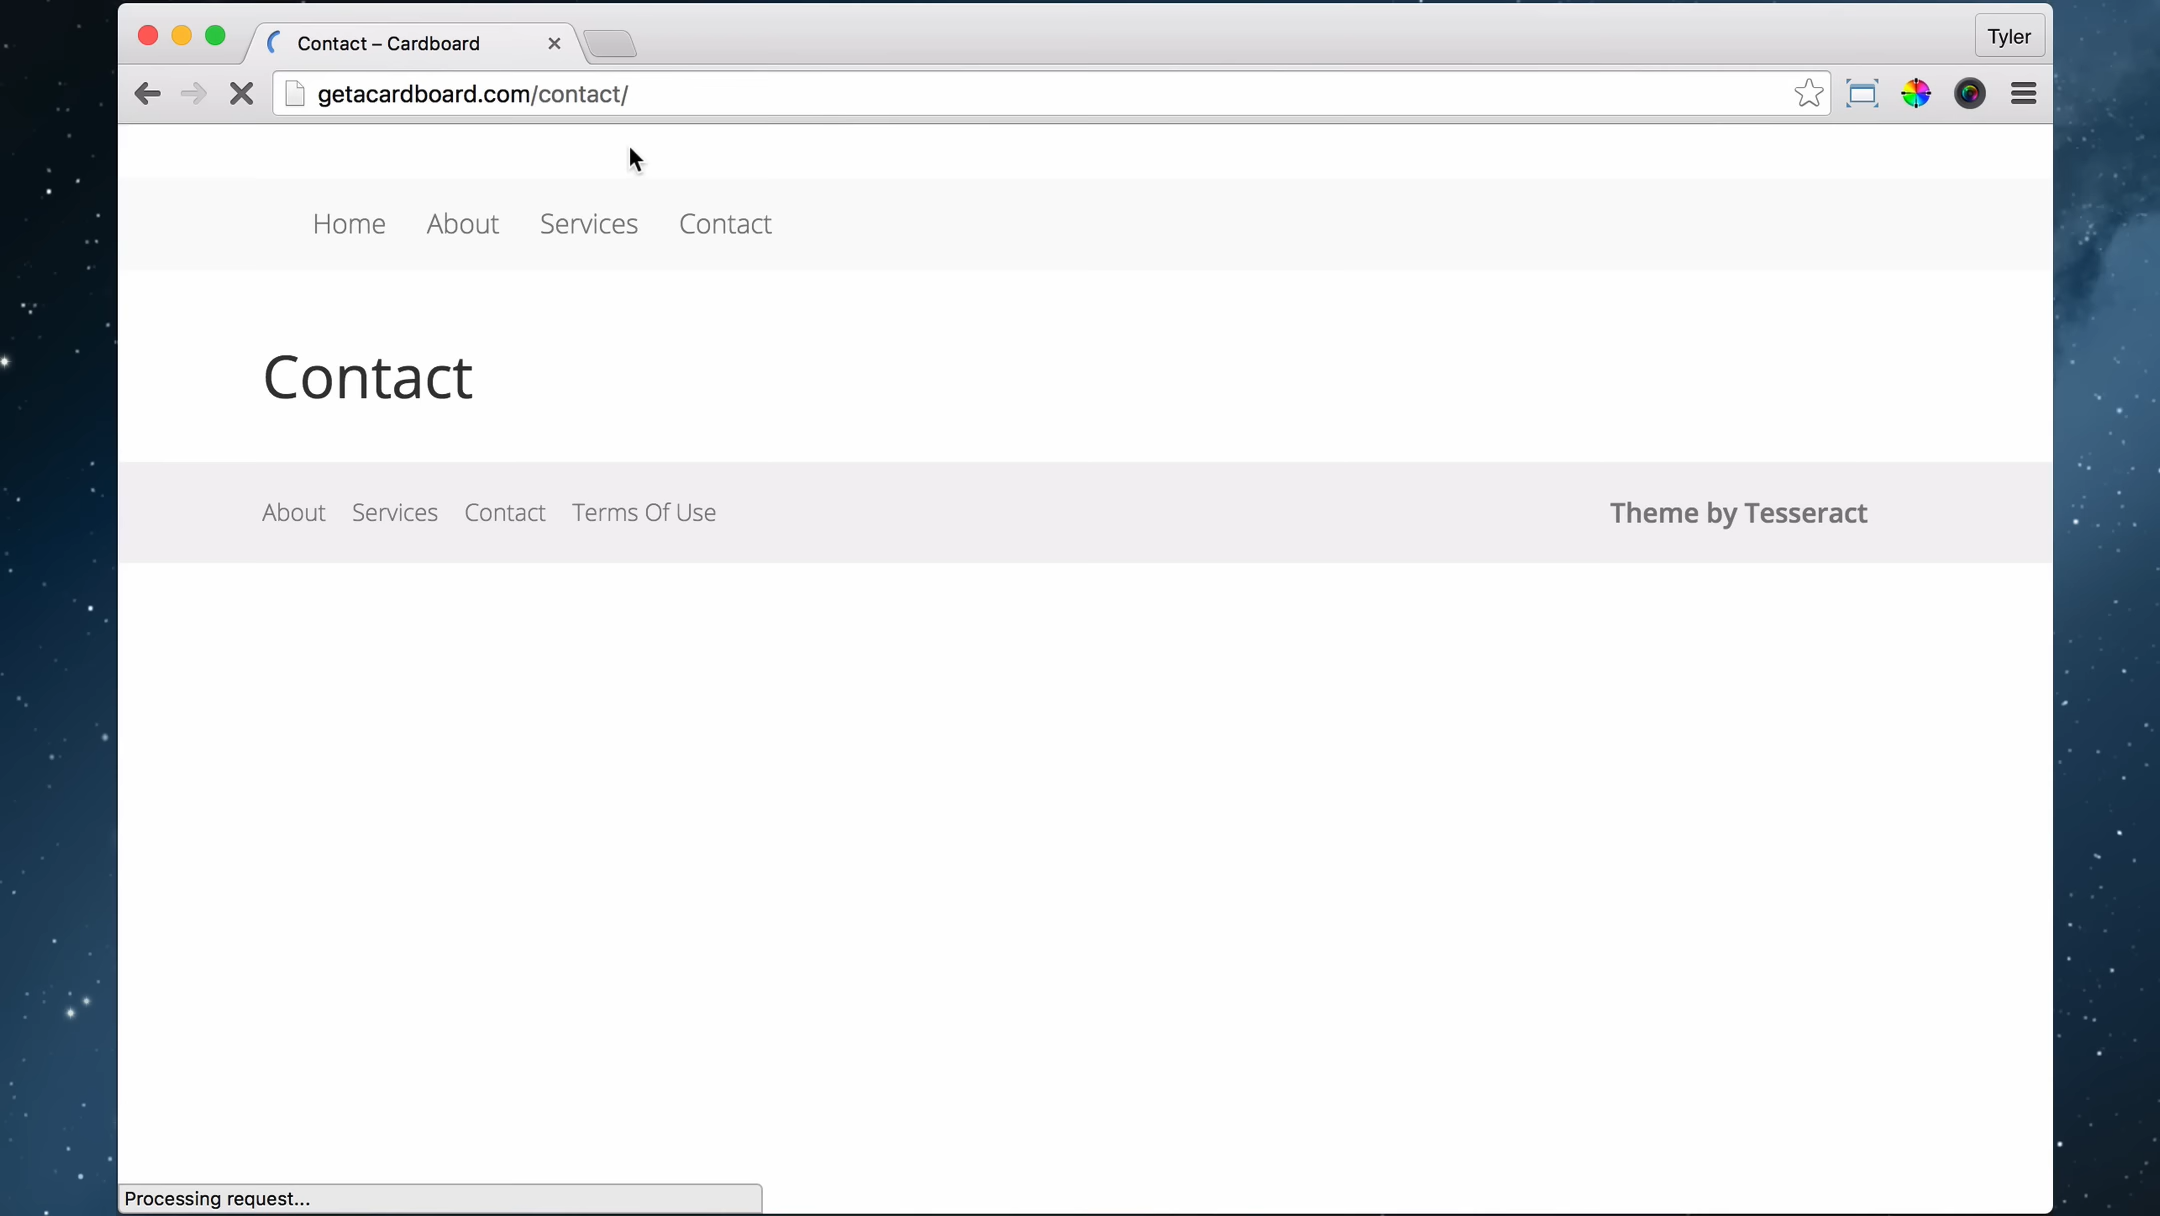 Contact – Cardboard
Tyler
getacardboard.com/contact/
Home About Services Contact
Contact
About Services Contact Terms Of Use
Theme by Tesseract
Processing request...